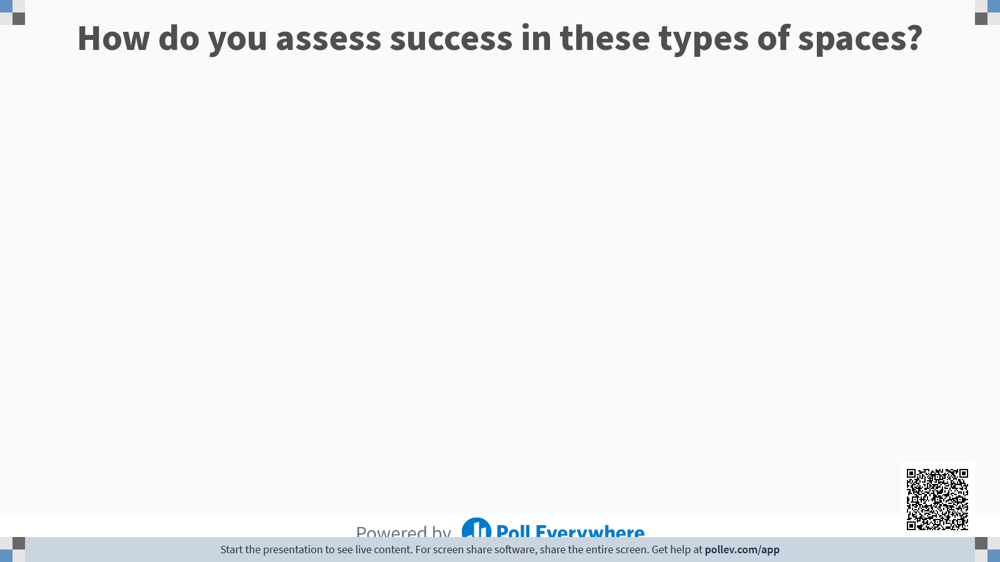 How do you assess success in these types of spaces?
Powered by Poll Everywhere
Start the presentation to see live content. For screen share software, share the entire screen. Get help at pollev.com/app